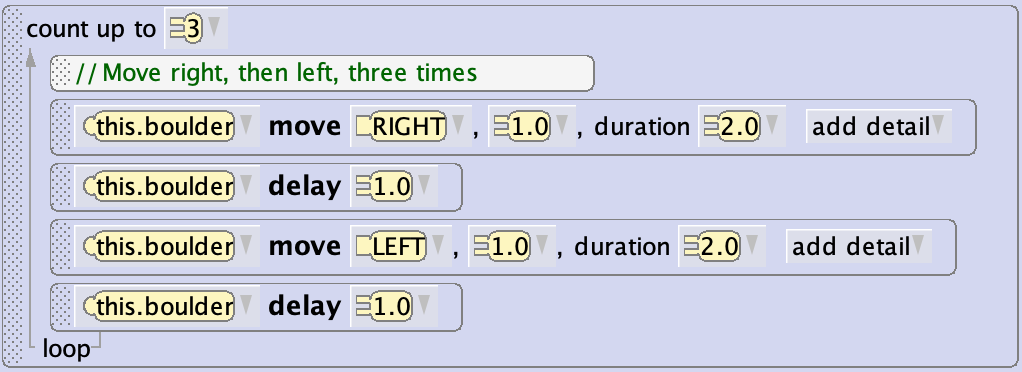 count up to 3
// Move right, then left, three times
this.boulder move RIGHT, 1.0, duration 2.0 add detail
this.boulder delay 1.0
this.boulder move LEFT, 1.0, duration 2.0 add detail
this.boulder delay 1.0
loop